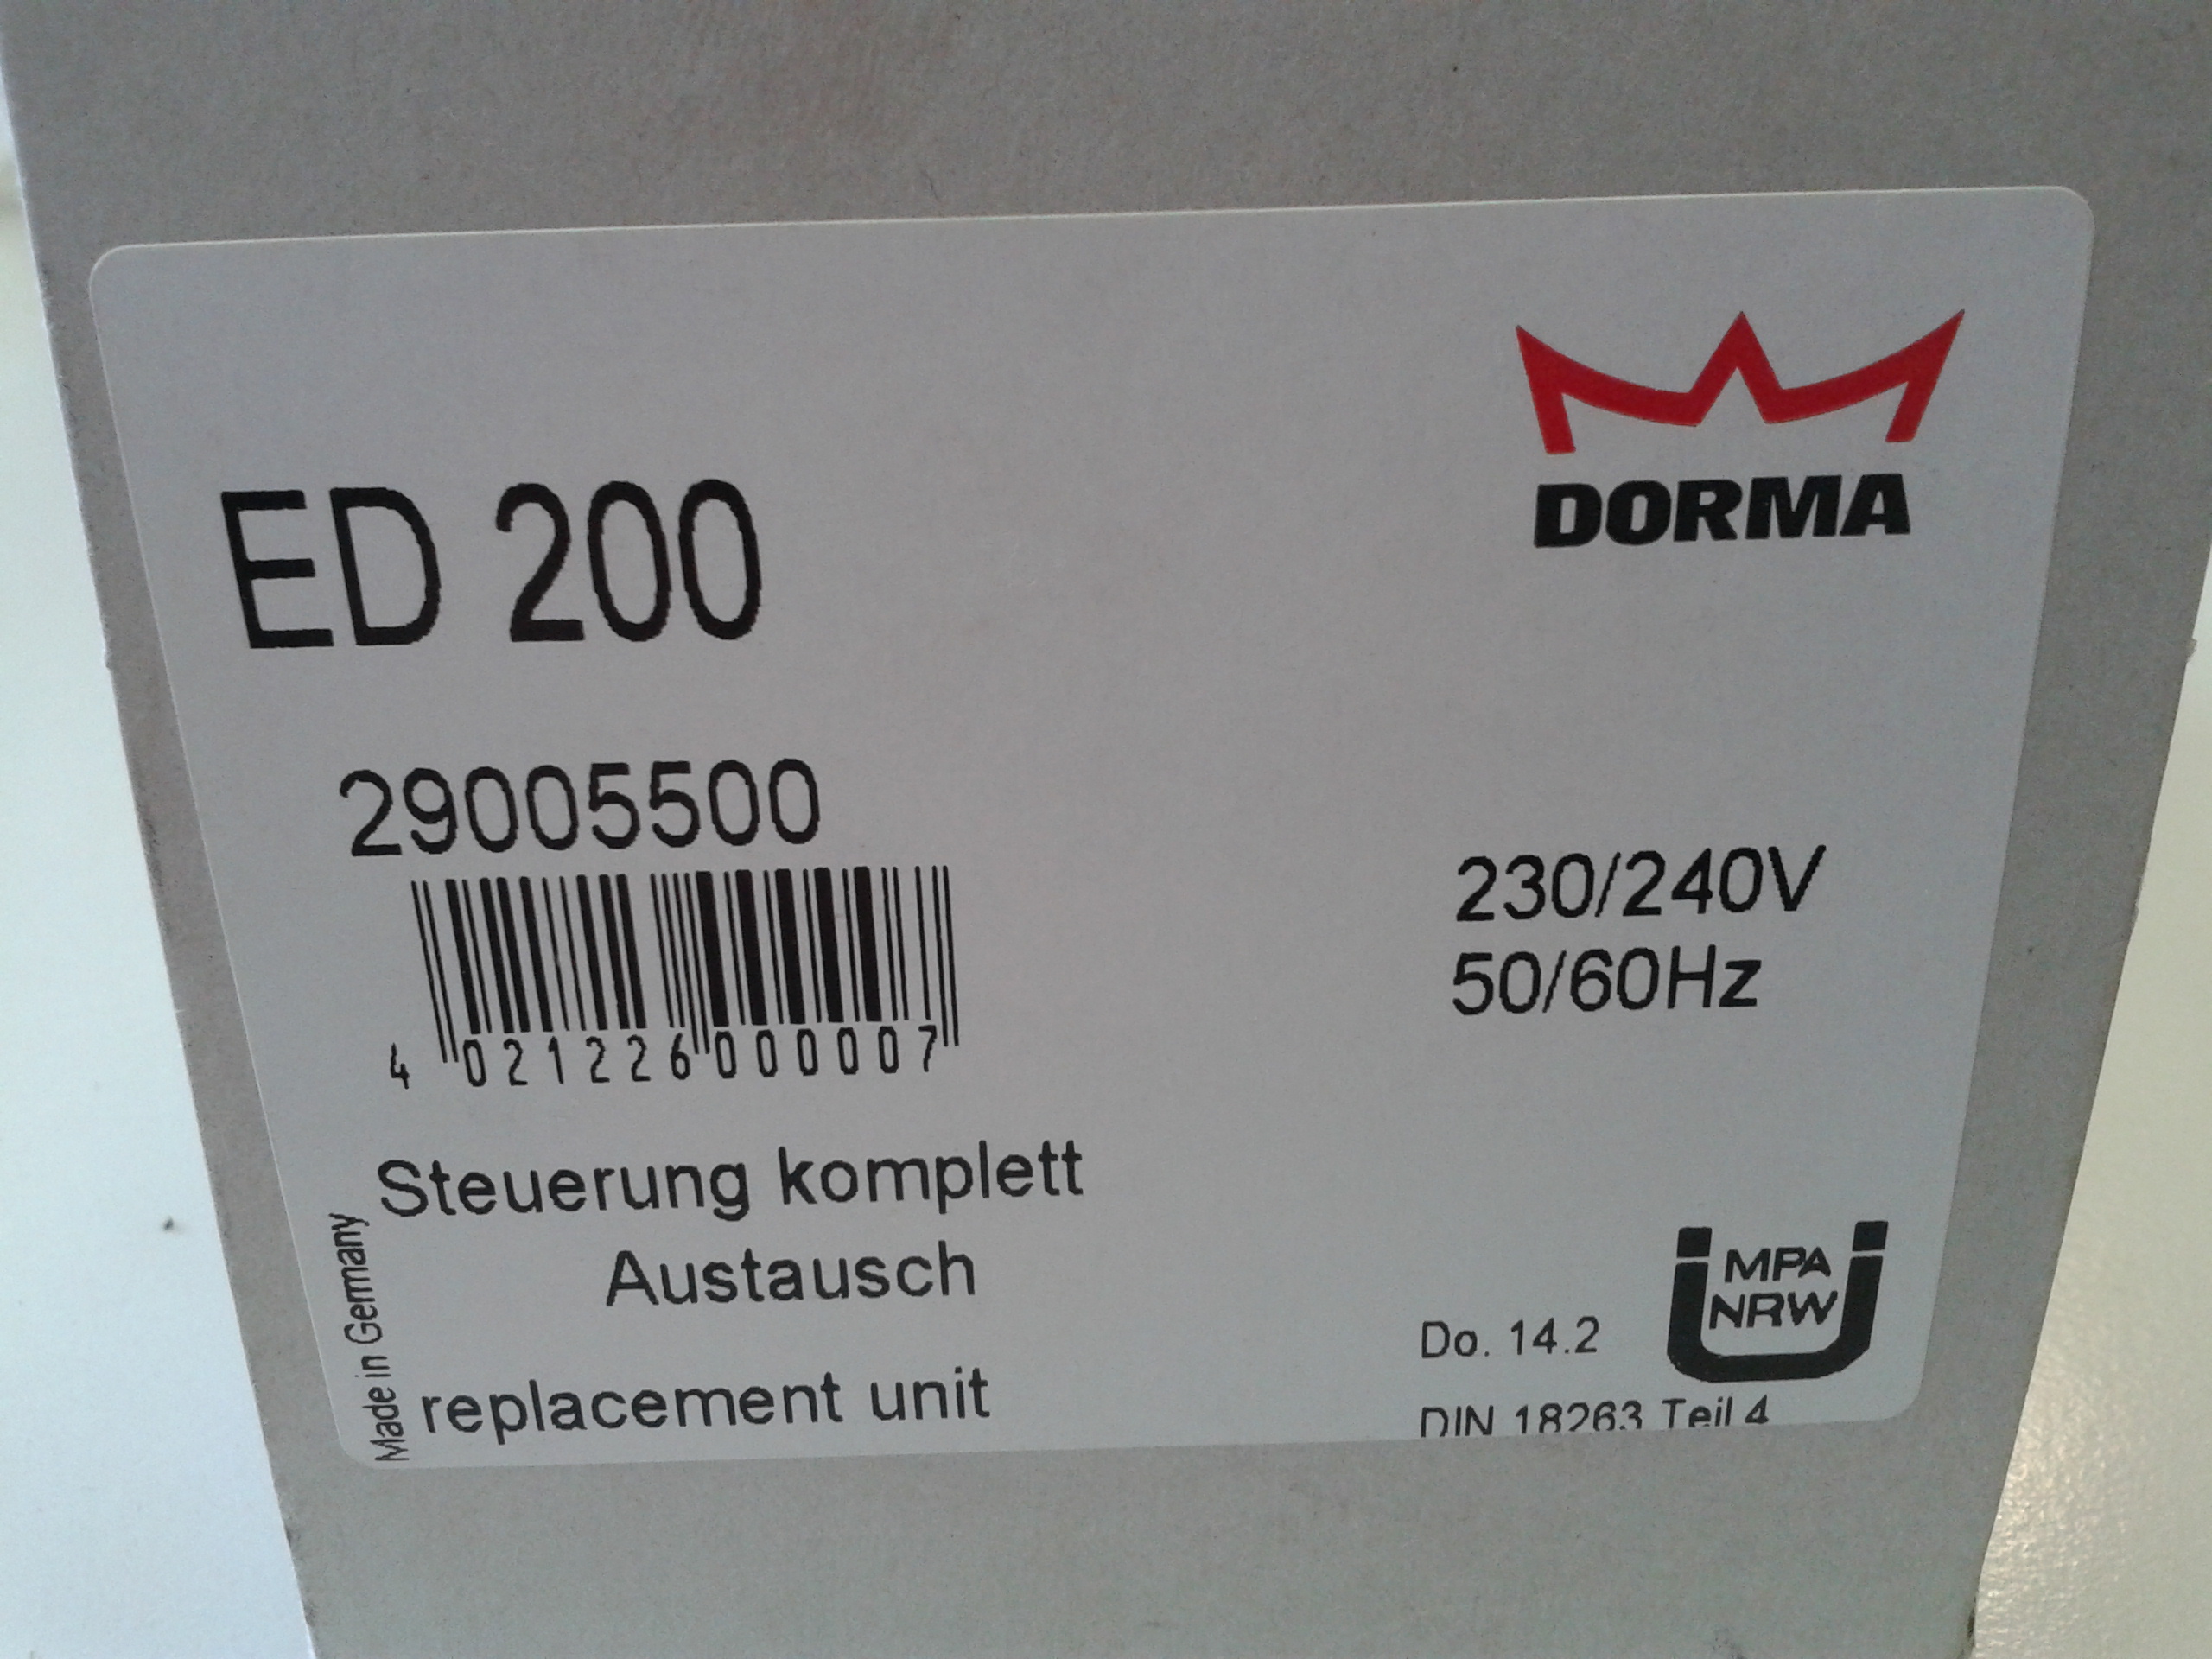 DORMA
ED 200
29005500
4 021226 000007
230/240V
50/60Hz
Steuerung komplett
Austausch
replacement unit
Made in Germany
MPA
NRW
Do. 14.2
DIN 18263 Teil 4